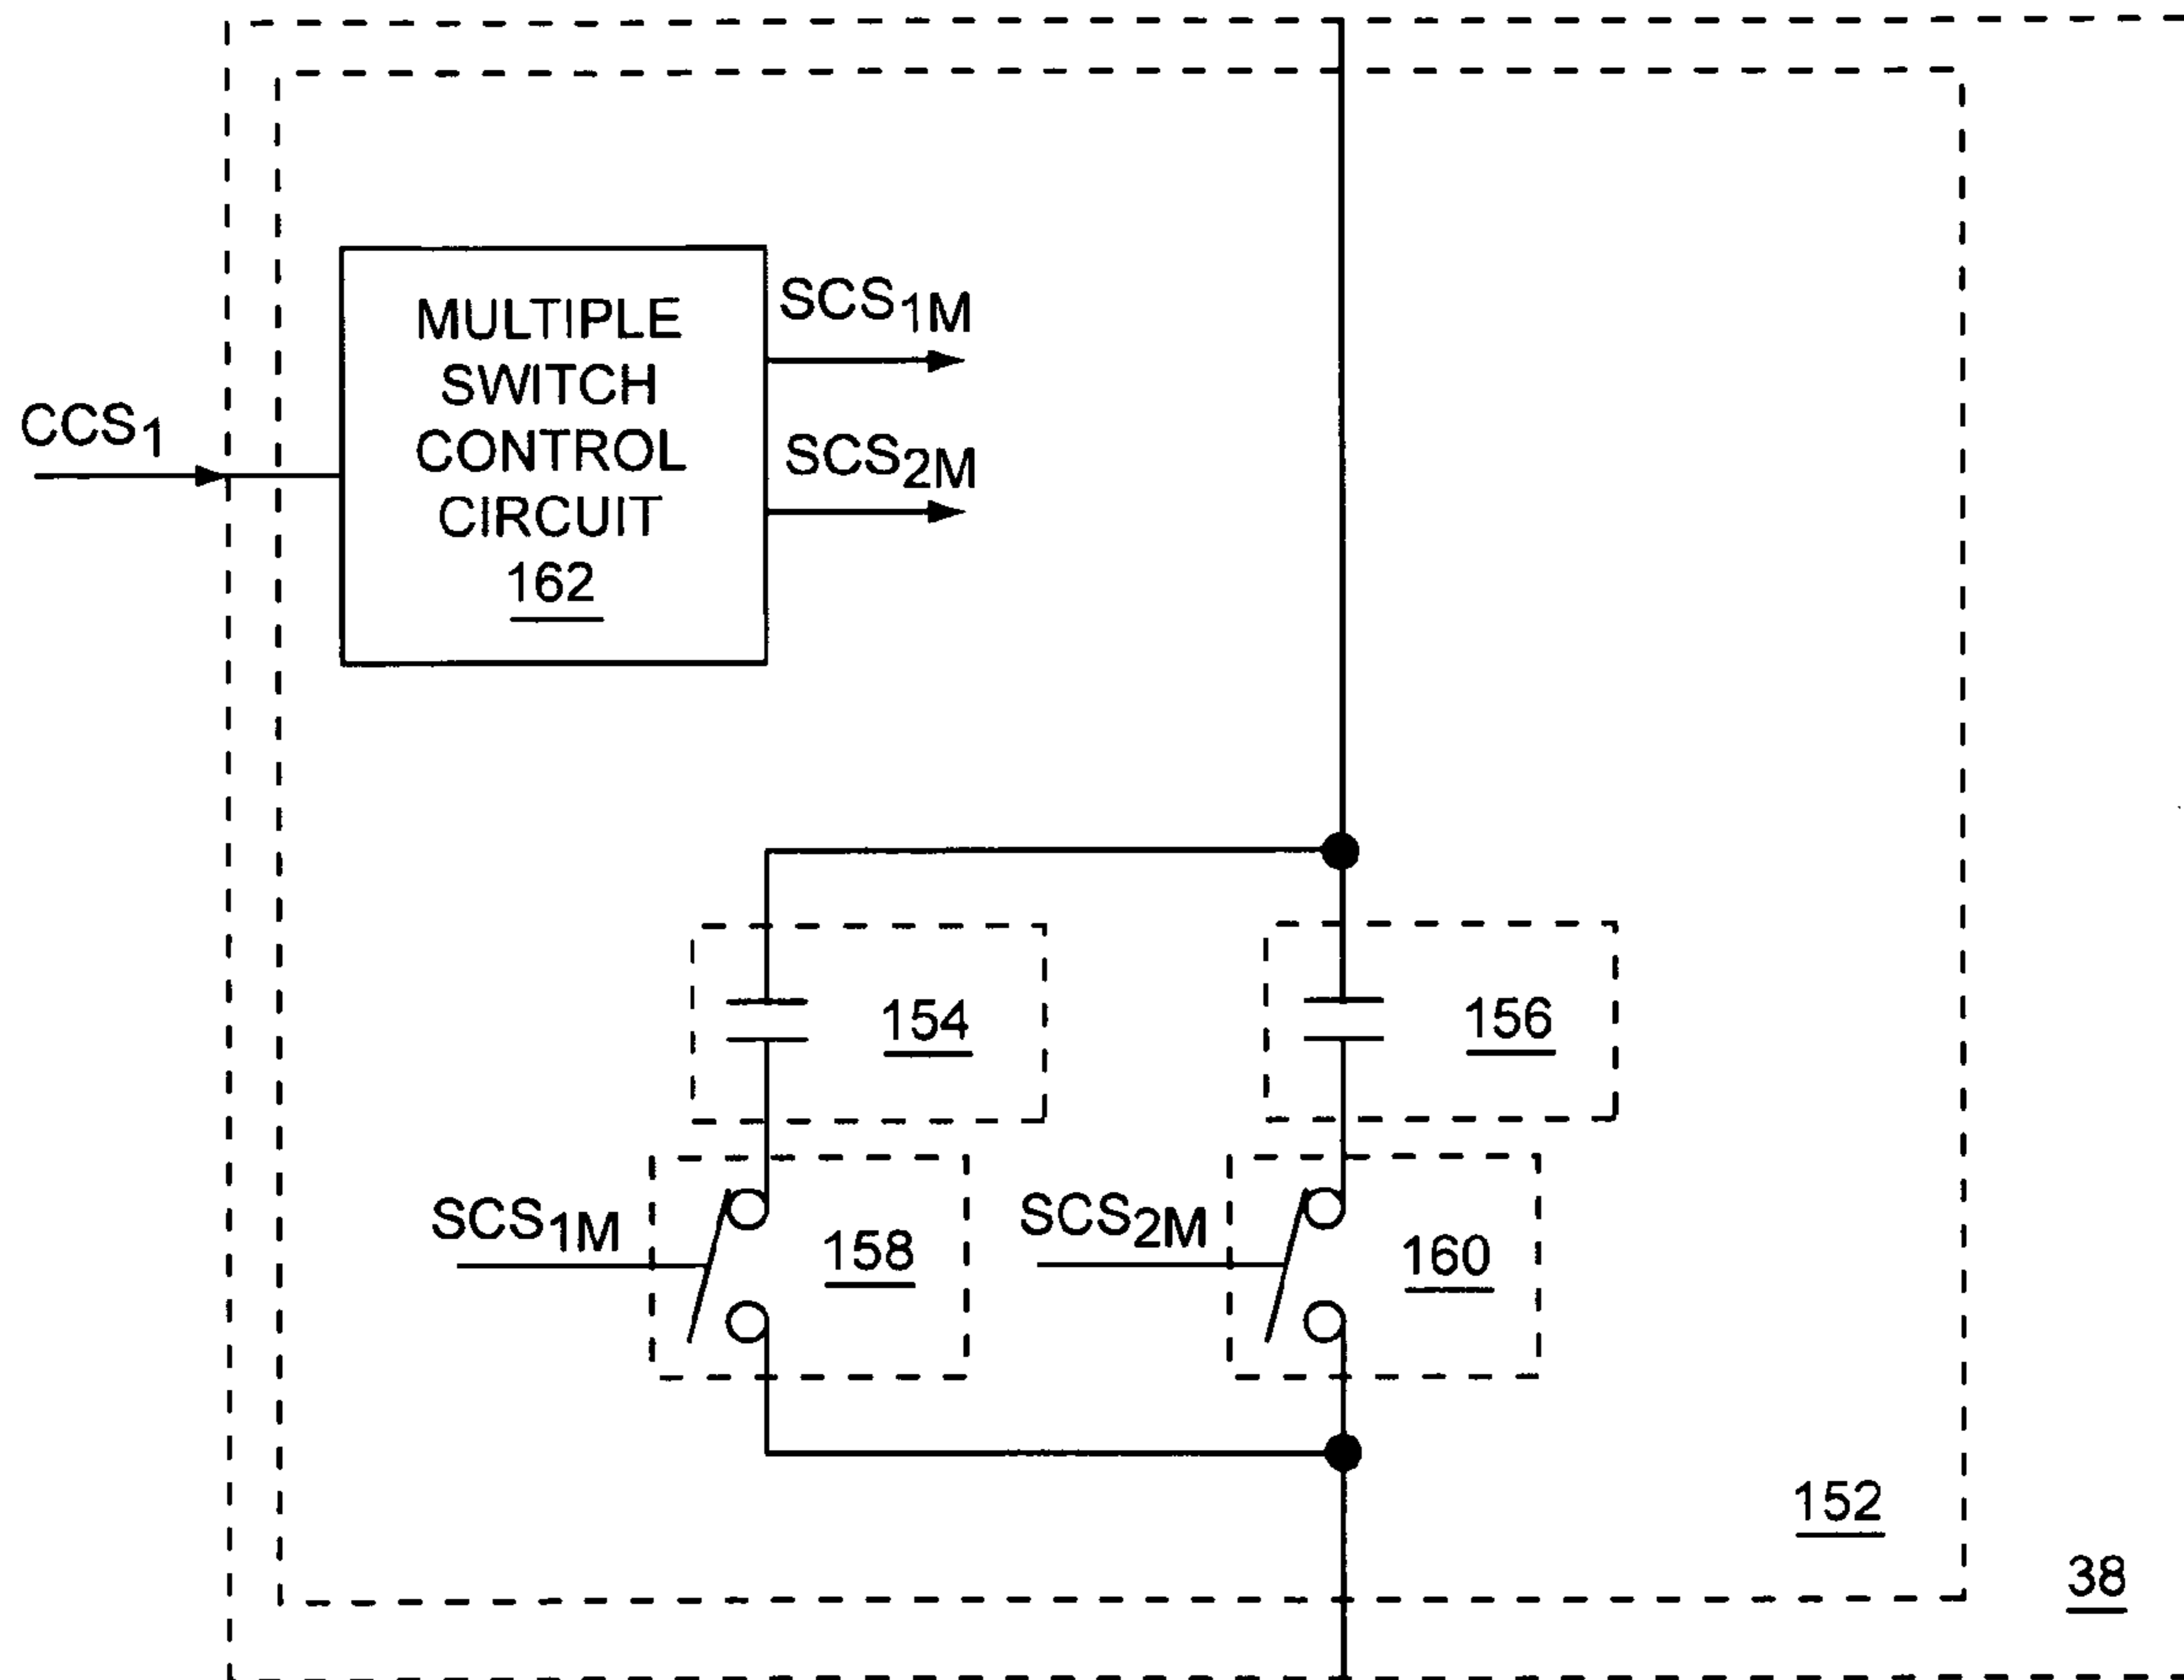 MULTIPLE
SWITCH
CONTROL
CIRCUIT
162
CCS1
SCS1M
SCS2M
154
156
SCS1M
158
SCS2M
160
152
38